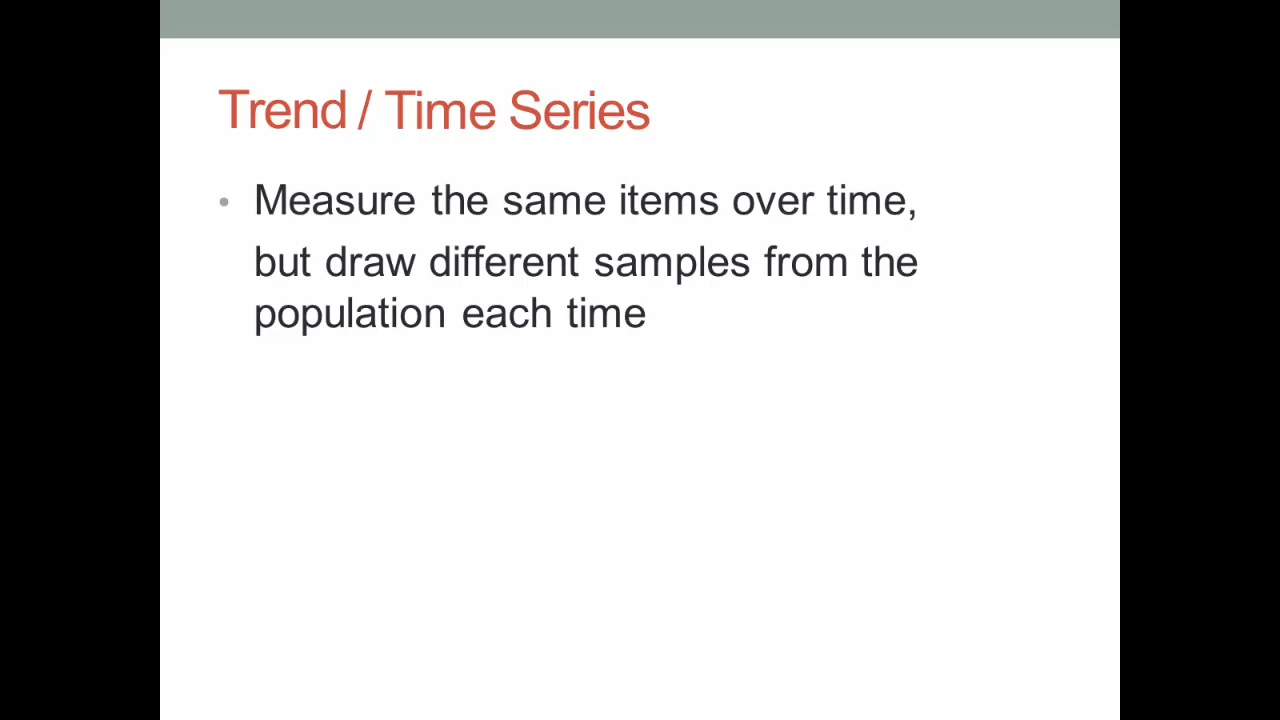 Trend / Time Series
• Measure the same items over time,
but draw different samples from the
population each time